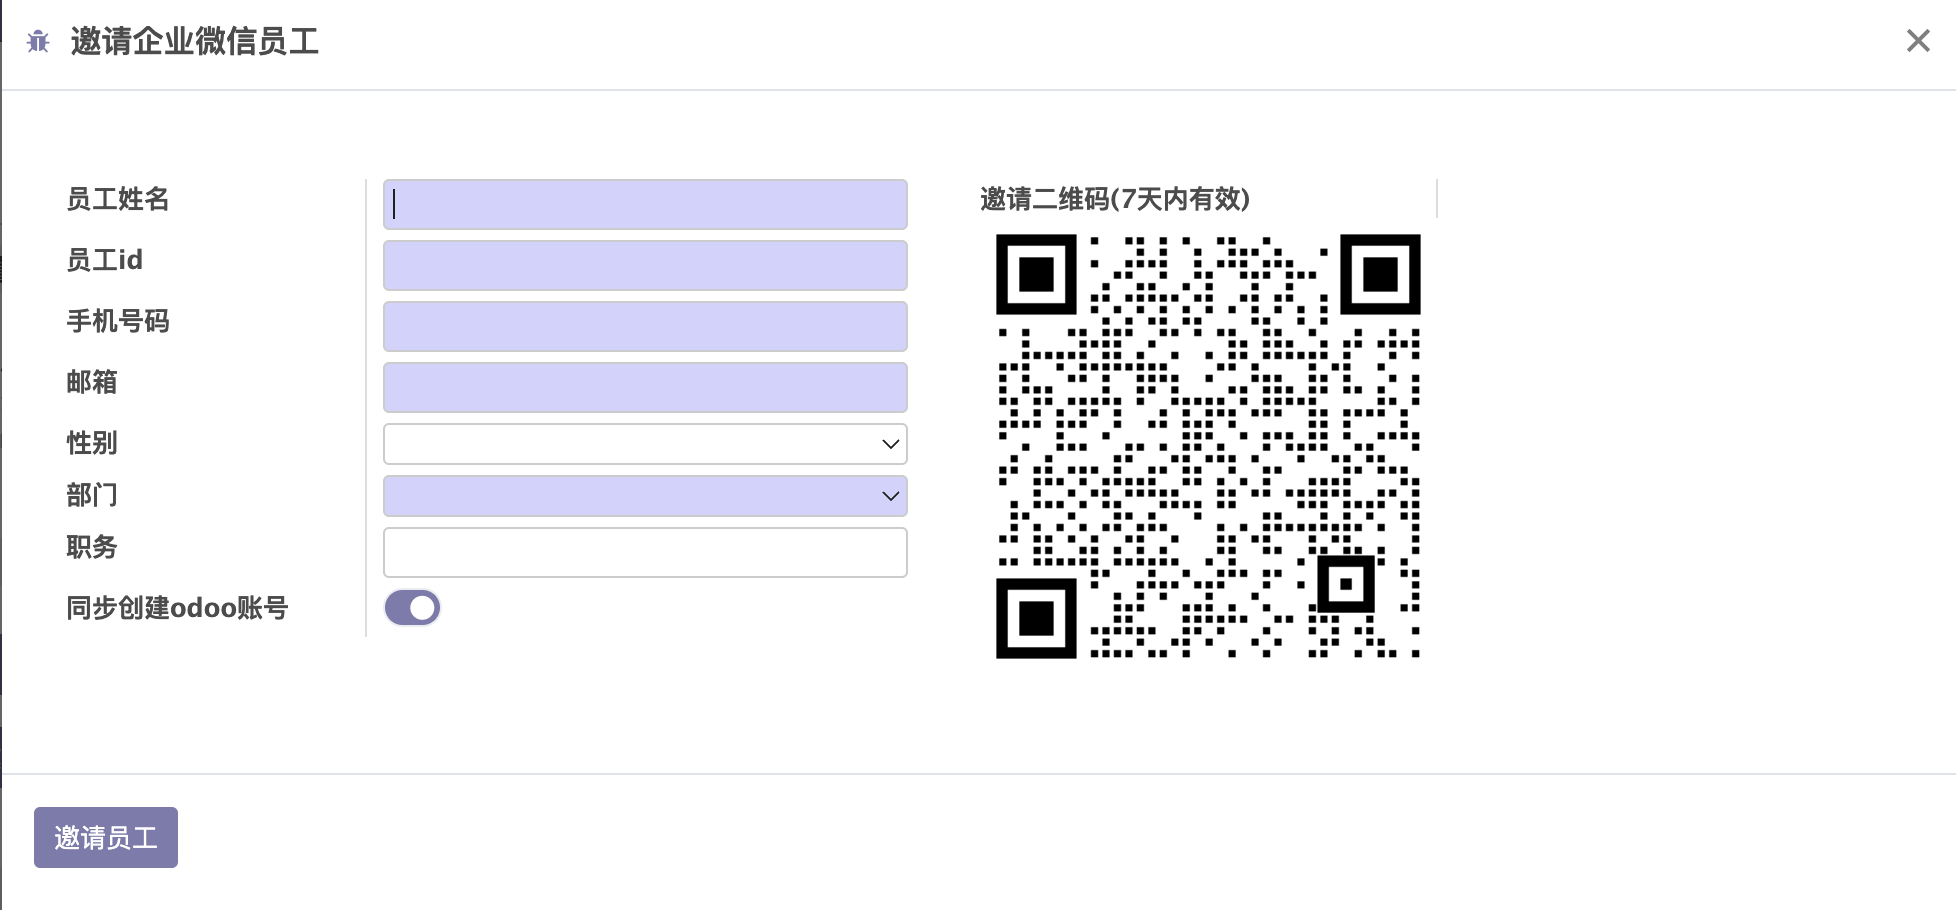 邀请企业微信员工
员工姓名
员工id
手机号码
邮箱
性别
部门
职务
同步创建odoo账号
邀请二维码(7天内有效)
邀请员工